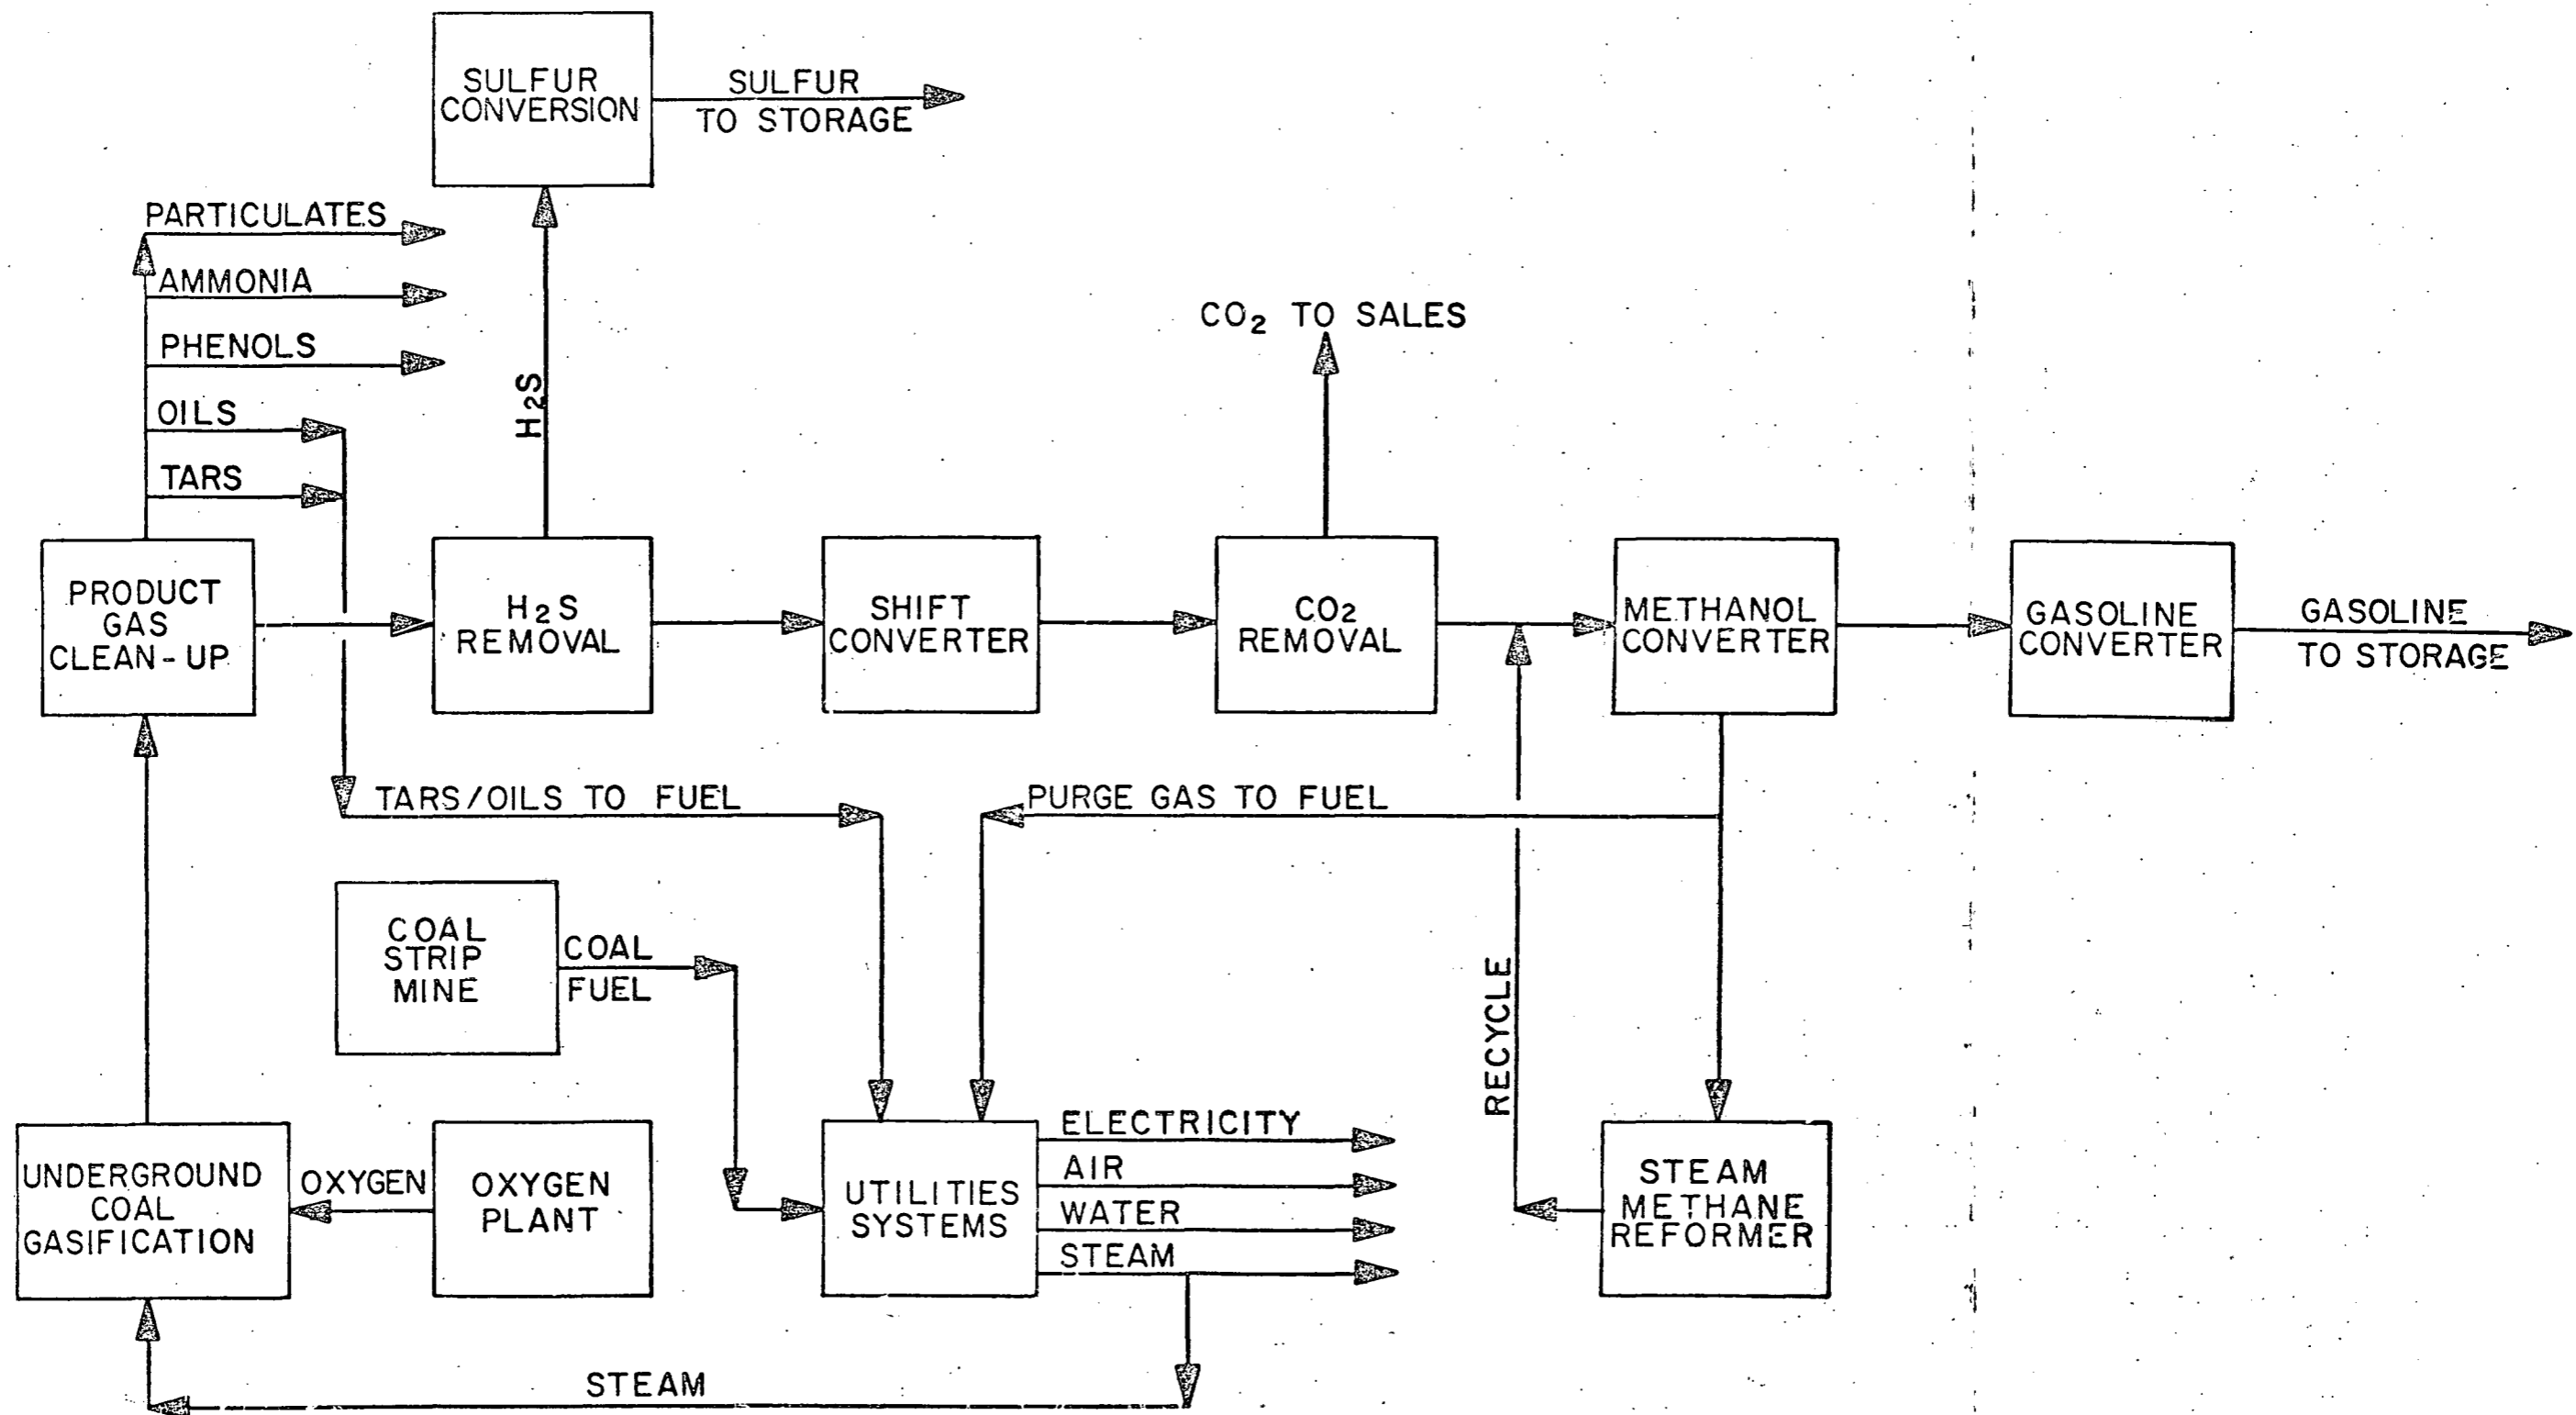 SULFUR
CONVERSION
SULFUR
TO STORAGE
PARTICULATES
AMMONIA
PHENOLS
OILS
TARS
H₂S
CO₂ TO SALES
PRODUCT
GAS
CLEAN-UP
H₂S
REMOVAL
SHIFT
CONVERTER
CO₂
REMOVAL
METHANOL
CONVERTER
GASOLINE
CONVERTER
GASOLINE
TO STORAGE
TARS/OILS TO FUEL
PURGE GAS TO FUEL
COAL
STRIP
MINE
COAL
FUEL
RECYCLE
UNDERGROUND
COAL
GASIFICATION
OXYGEN
OXYGEN
PLANT
UTILITIES
SYSTEMS
ELECTRICITY
AIR
WATER
STEAM
STEAM
METHANE
REFORMER
STEAM